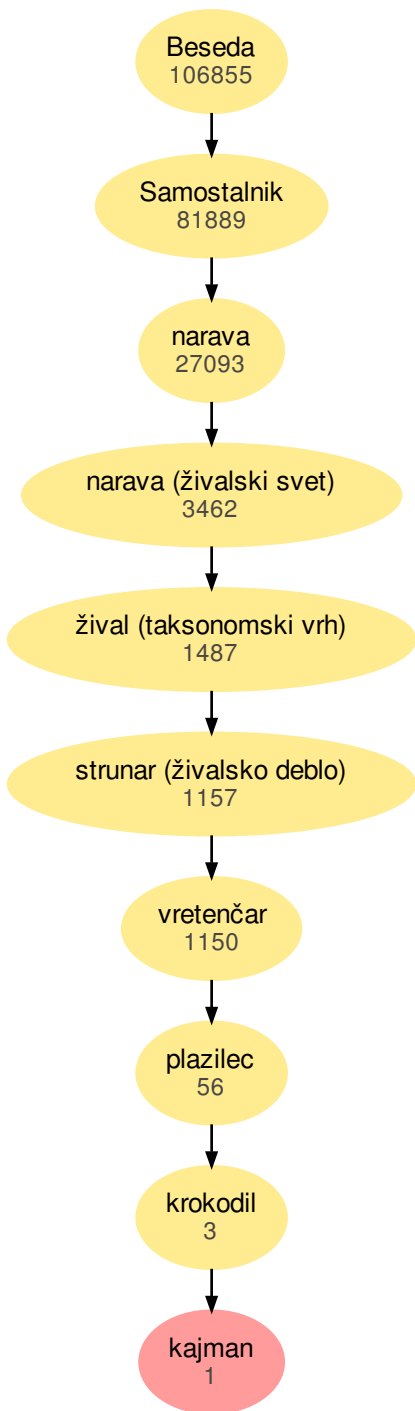 Beseda
106855
Samostalnik
81889
narava
27093
narava (živalski svet)
3462
žival (taksonomski vrh)
1487
strunar (živalsko deblo)
1157
vretenčar
1150
plazilec
56
krokodil
3
kajman
1